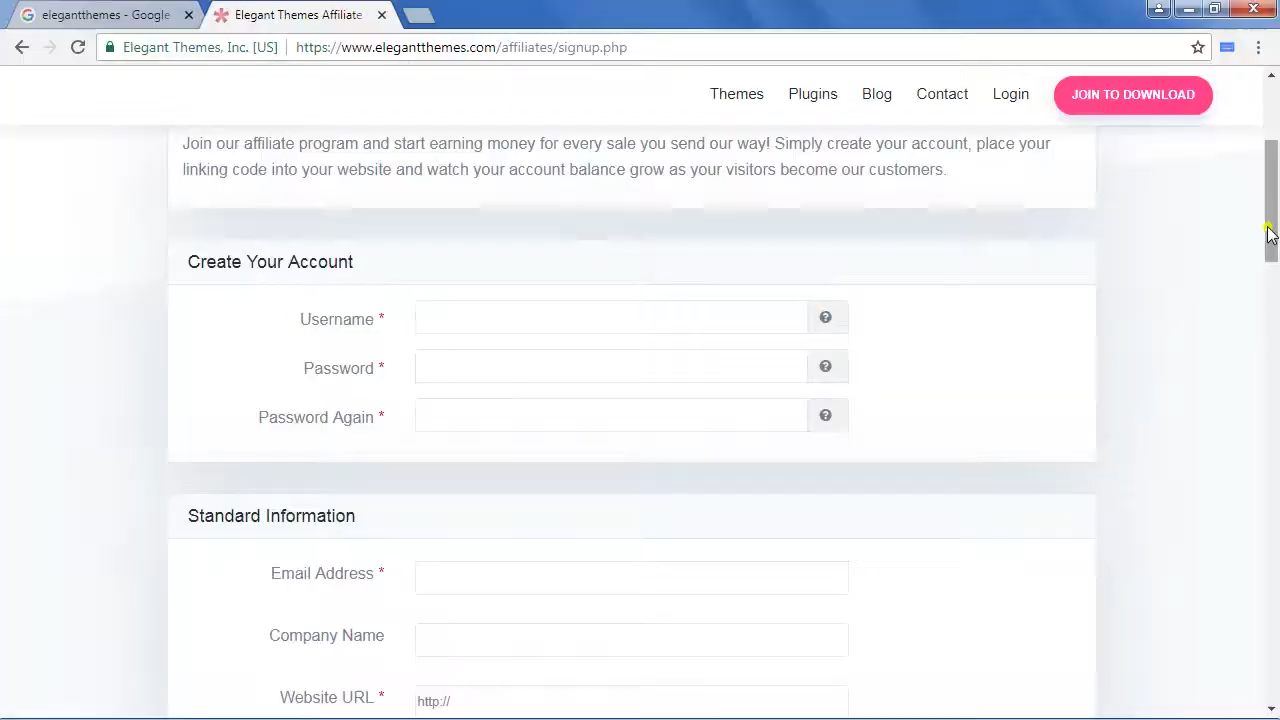 elegantthemes - Google
Elegant Themes Affiliate
Elegant Themes, Inc. [US]
https://www.elegantthemes.com/affiliates/signup.php
Themes
Plugins
Blog
Contact
Login
JOIN TO DOWNLOAD
Join our affiliate program and start earning money for every sale you send our way! Simply create your account, place your
linking code into your website and watch your account balance grow as your visitors become our customers.
Create Your Account
Username *
Password *
Password Again *
Standard Information
Email Address *
Company Name
Website URL *
http://